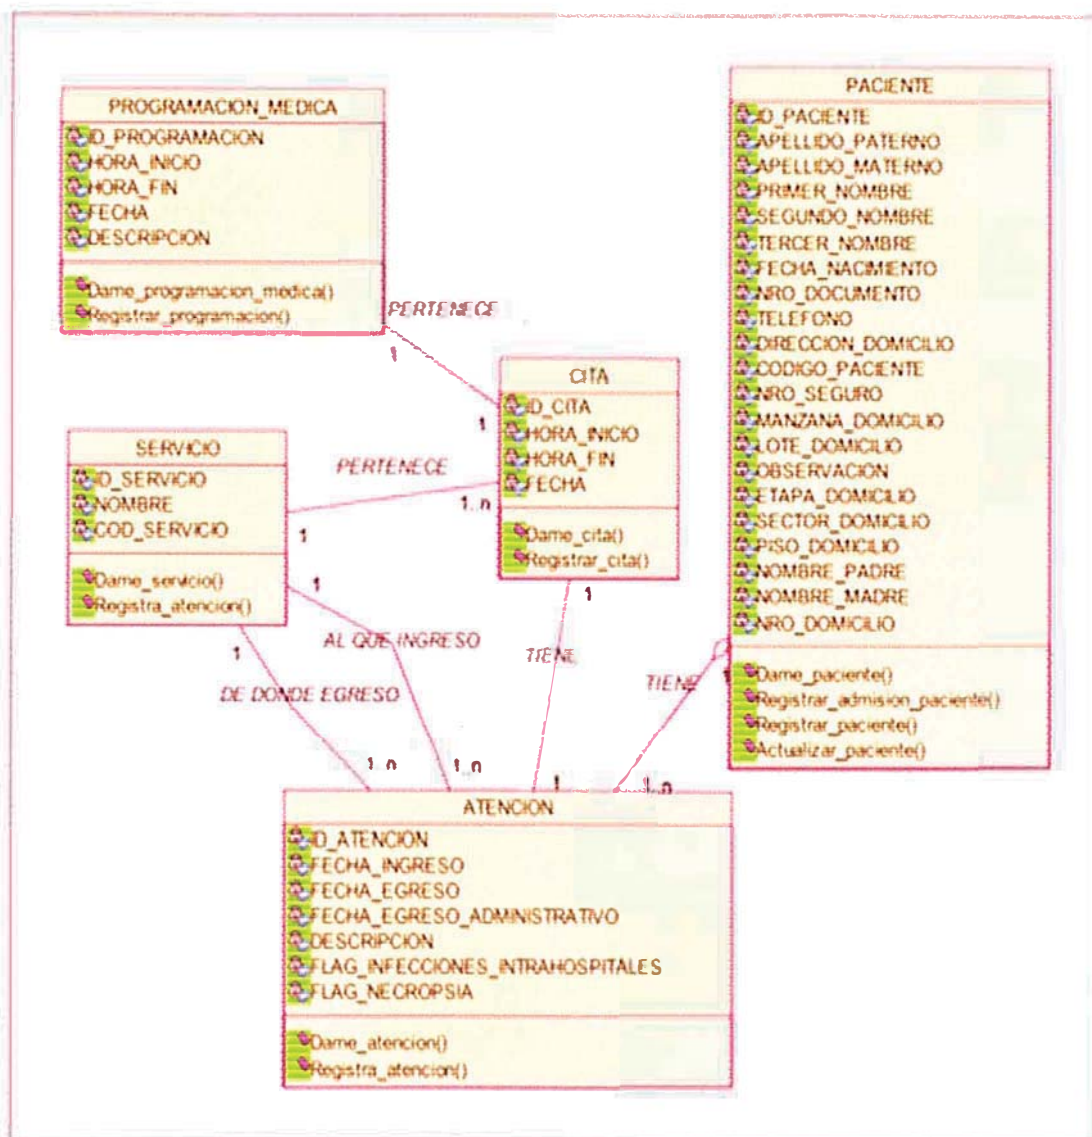 PROGRAMACION_MEDICA
ID_PROGRAMACION
HORA_INICIO
HORA_FIN
FECHA
DESCRIPCION
Dame_programacion_medica()
Registrar_programacion()
PERTENECE
1
1
PACIENTE
ID_PACIENTE
APELLIDO_PATERNO
APELLIDO_MATERNO
PRIMER_NOMBRE
SEGUNDO_NOMBRE
TERCER_NOMBRE
FECHA_NACIMIENTO
NRO_DOCUMENTO
TELEFONO
DIRECCION_DOMICILIO
CODIGO_PACIENTE
NRO_SEGURO
MANZANA_DOMICILIO
LOTE_DOMICILIO
OBSERVACION
ETAPA_DOMICILIO
SECTOR_DOMICILIO
PISO_DOMICILIO
NOMBRE_PADRE
NOMBRE_MADRE
NRO_DOMICILIO
Dame_paciente()
Registrar_admision_paciente()
Registrar_paciente()
Actualizar_paciente()
CITA
ID_CITA
HORA_INICIO
HORA_FIN
FECHA
Dame_cita()
Registrar_cita()
SERVICIO
ID_SERVICIO
NOMBRE
COD_SERVICIO
Dame_servicio()
Registra_atencion()
PERTENECE
1..n
1
1
AL QUE INGRESO
1..n
1
DE DONDE EGRESO
1..n
1
TIENE
1
1
TIENE
1..n
ATENCION
ID_ATENCION
FECHA_INGRESO
FECHA_EGRESO
FECHA_EGRESO_ADMINISTRATIVO
DESCRIPCION
FLAG_INFECCIONES_INTRAHOSPITALES
FLAG_NECROPSIA
Dame_atencion()
Registra_atencion()